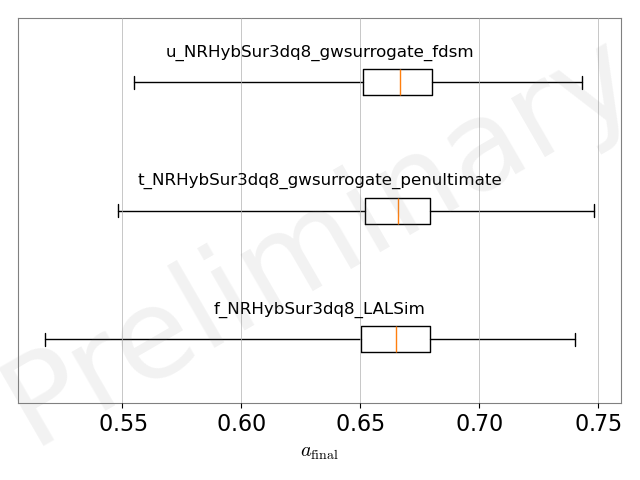 u_NRHybSur3dq8_gwsurrogate_fdsm
t_NRHybSur3dq8_gwsurrogate_penultimate
f_NRHybSur3dq8_LALSim
Preliminary
0.55 0.60 0.65 0.70 0.75
a_final